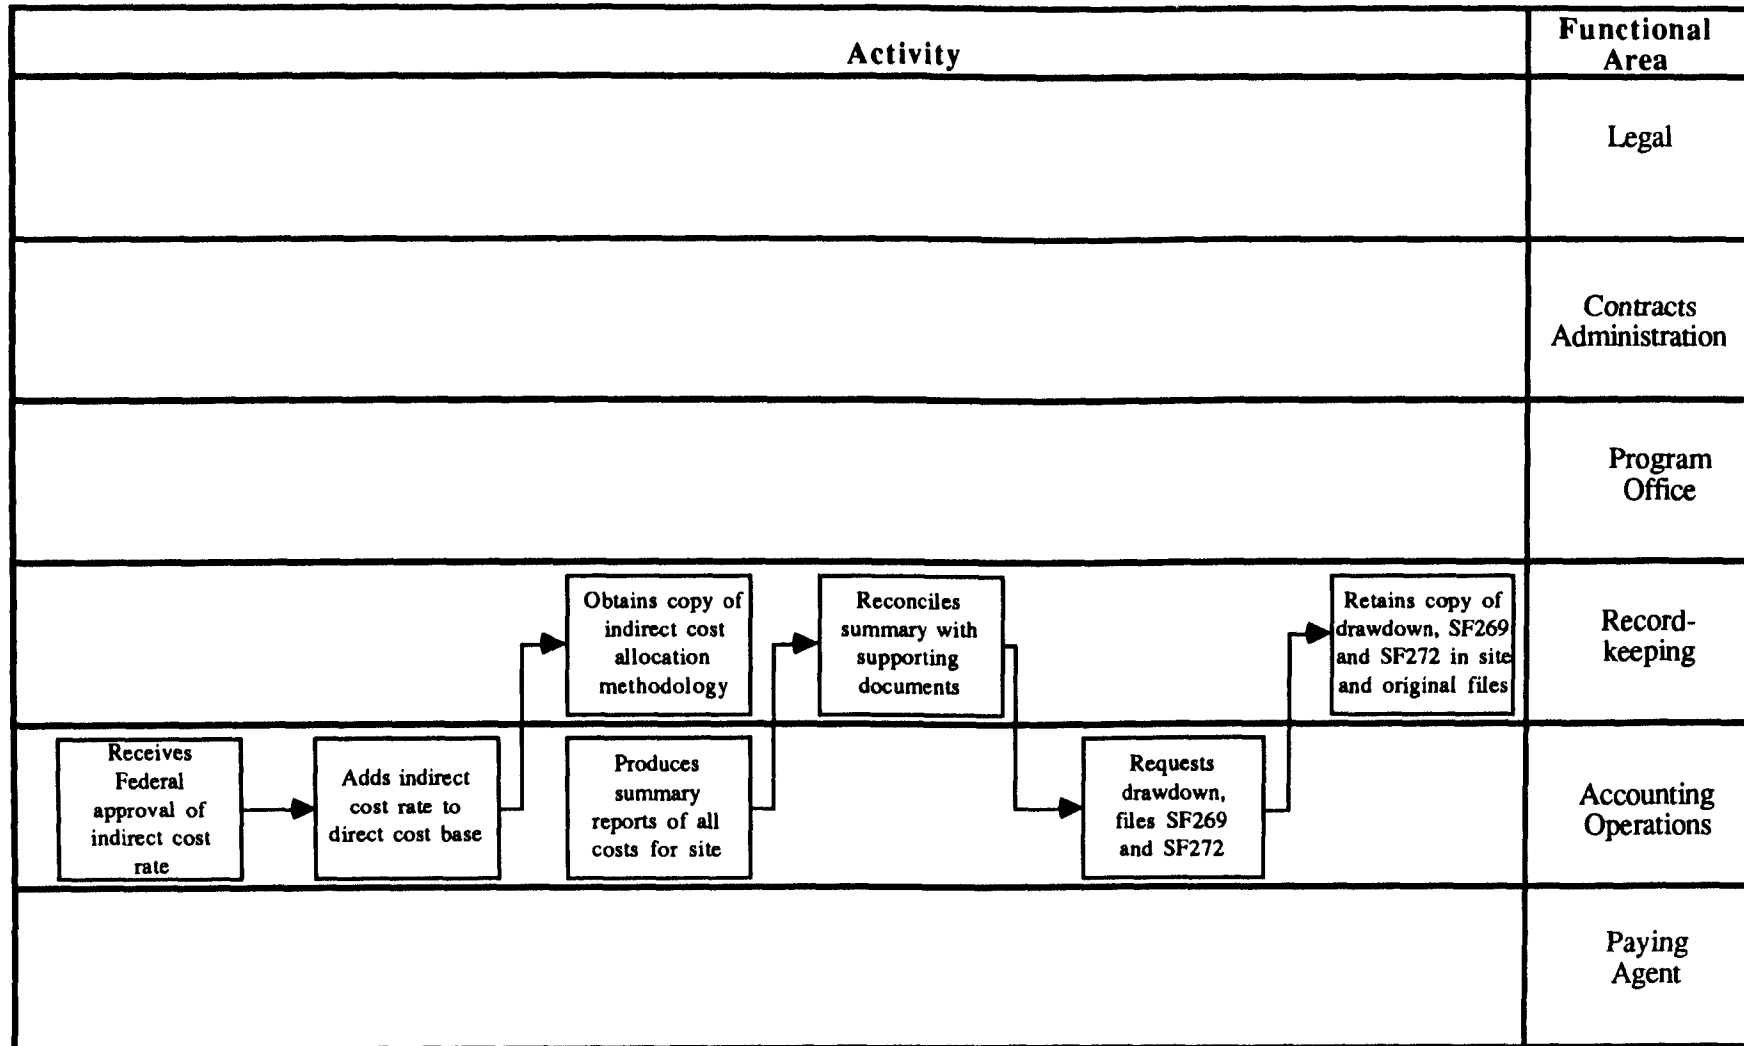 Activity
Functional
Area
Legal
Contracts
Administration
Program
Office
Obtains copy of
indirect cost
allocation
methodology
Reconciles
summary with
supporting
documents
Retains copy of
drawdown, SF269
and SF272 in site
and original files
Record-
keeping
Receives
Federal
approval of
indirect cost
rate
Adds indirect
cost rate to
direct cost base
Produces
summary
reports of all
costs for site
Requests
drawdown,
files SF269
and SF272
Accounting
Operations
Paying
Agent